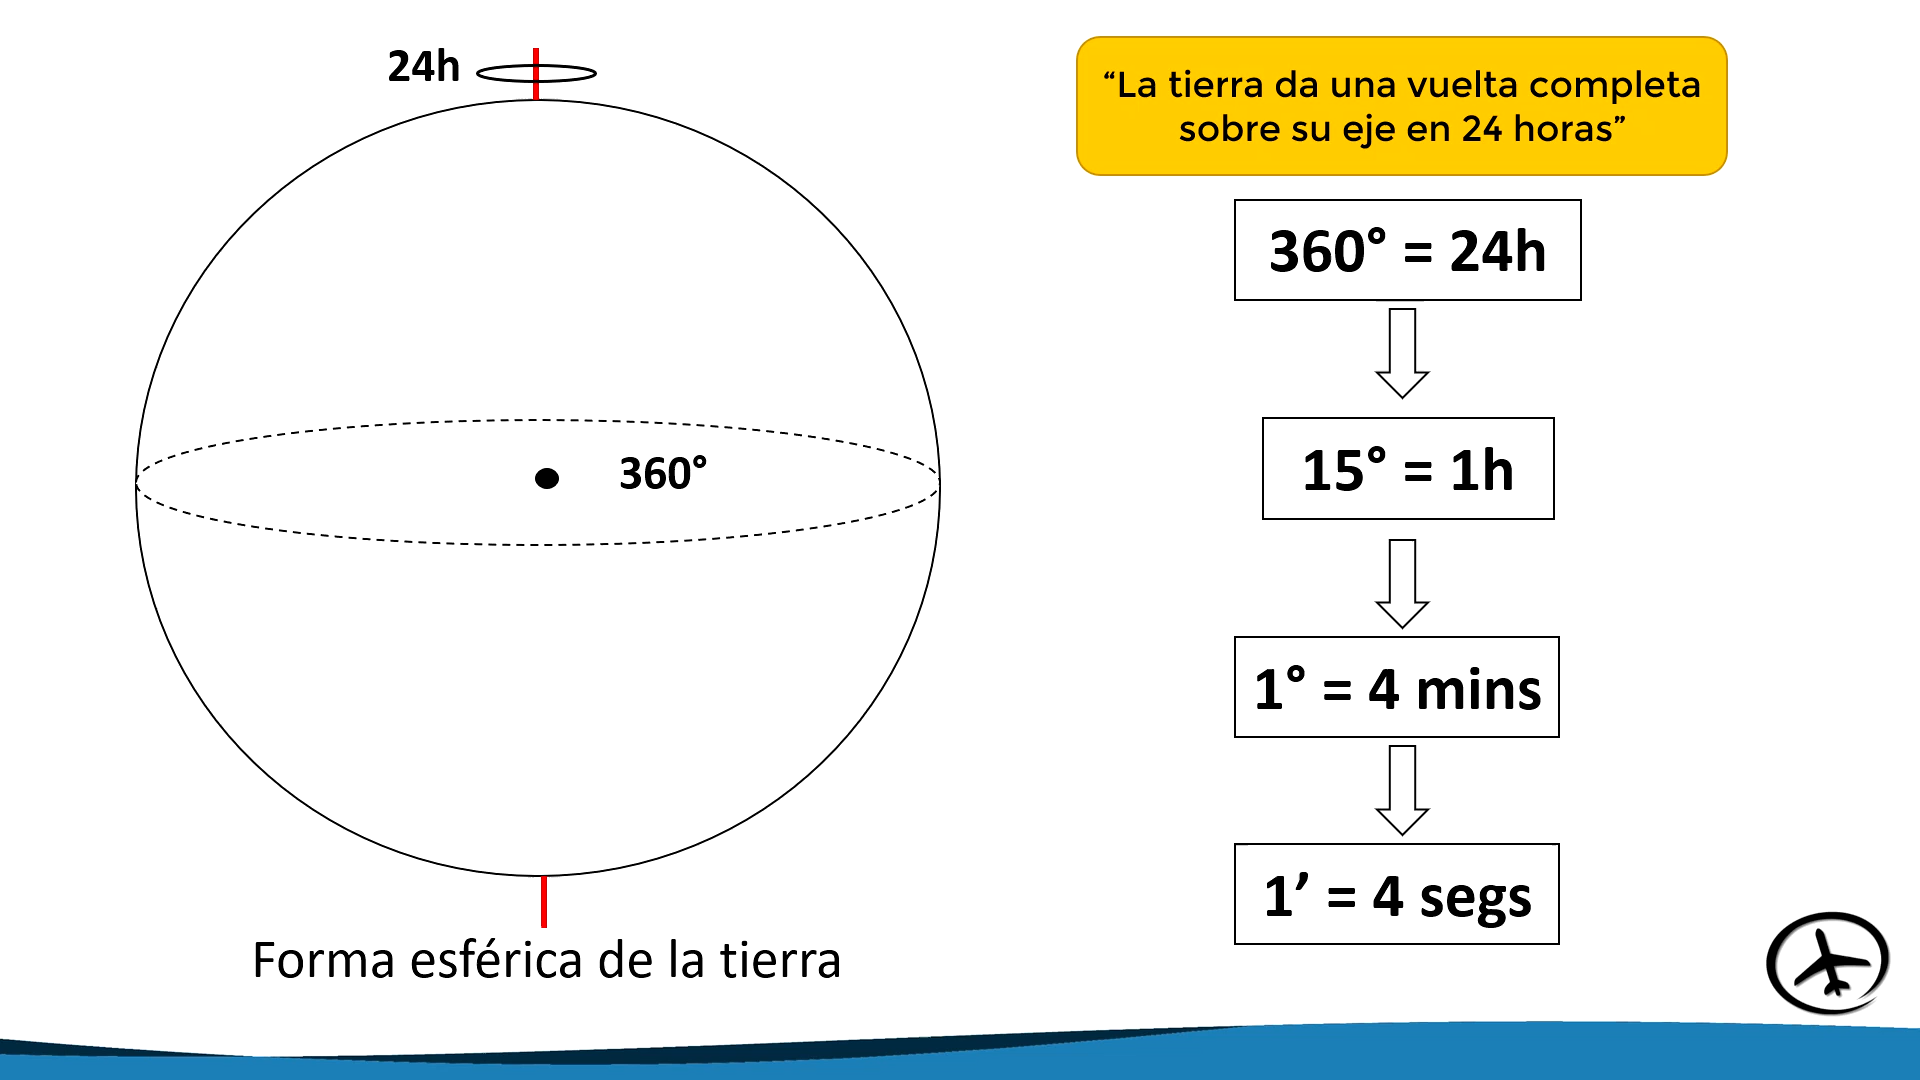 24h
360°
Forma esférica de la tierra
“La tierra da una vuelta completa
sobre su eje en 24 horas”
360° = 24h
15° = 1h
1° = 4 mins
1’ = 4 segs